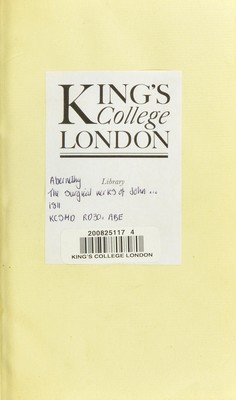 KING'S
College
LONDON
Library
Abernethy
The surgical works of John ...
1811
KCSMD RD30. ABE
200825117 4
KING'S COLLEGE LONDON